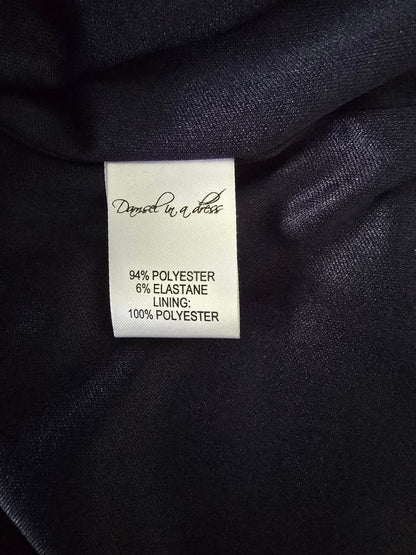 Damsel in a dress
94% POLYESTER
6% ELASTANE
LINING:
100% POLYESTER